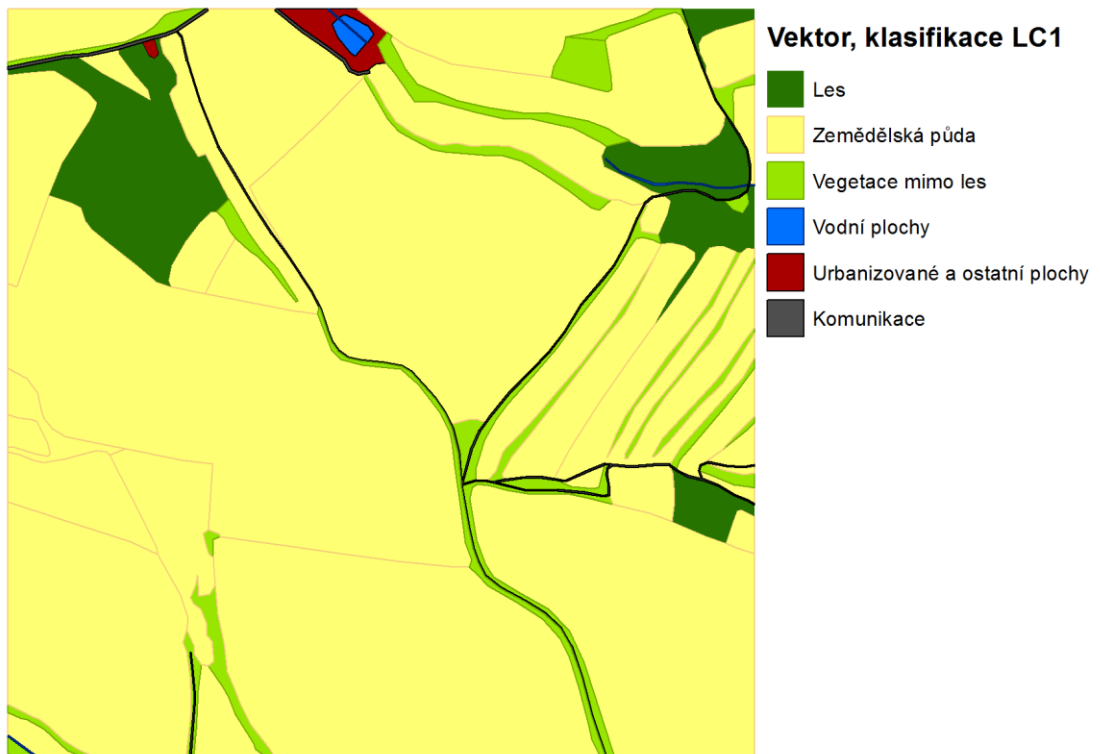 Vektor, klasifikace LC1
Les
Zemědělská půda
Vegetace mimo les
Vodní plochy
Urbanizované a ostatní plochy
Komunikace